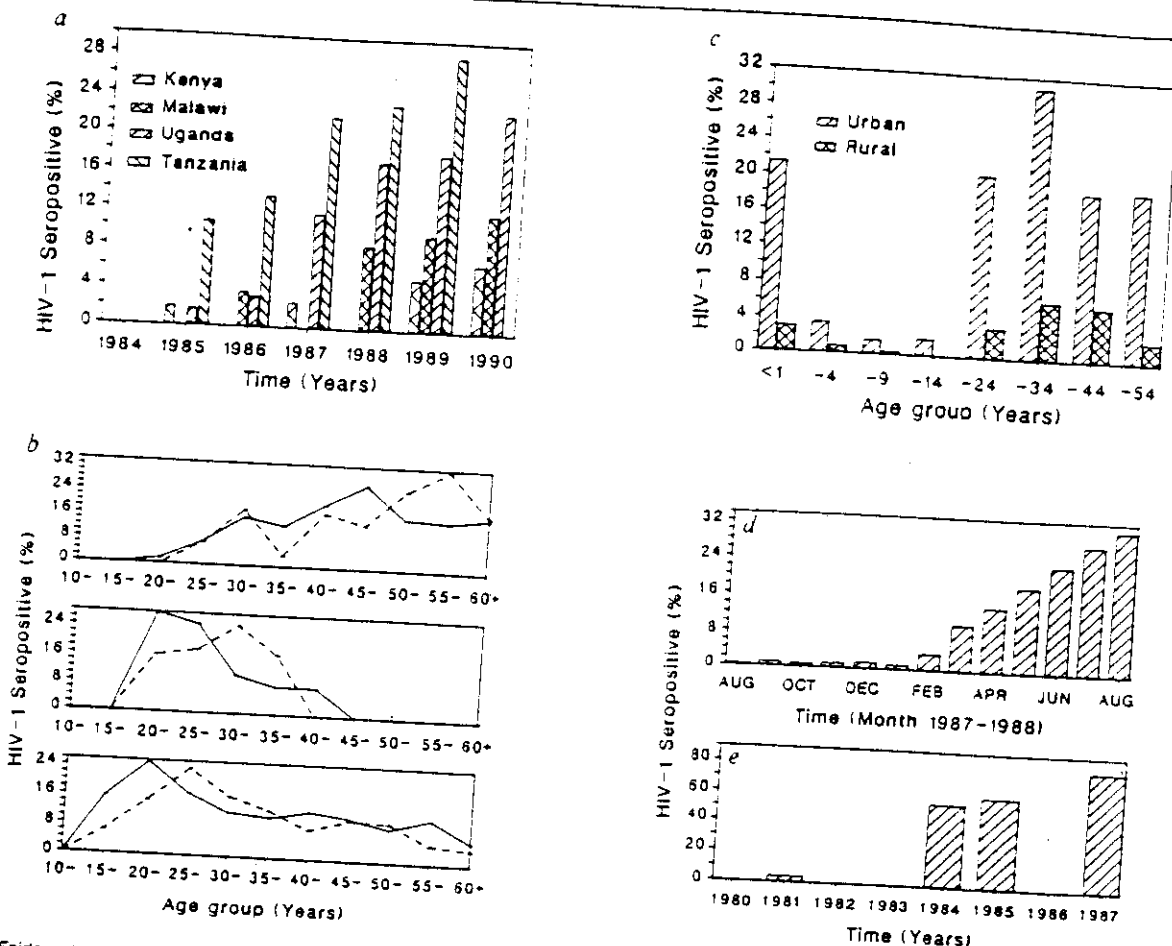 a
HIV-1 Seropositive (%)
28
24
20
16
12
8
4
0
Kenya
Malawi
Uganda
Tanzania
1984 1985 1986 1987 1988 1989 1990
Time (Years)
b
HIV-1 Seropositive (%)
32
24
16
8
0
10- 15- 20- 25- 30- 35- 40- 45- 50- 55- 60+
24
16
8
0
10- 15- 20- 25- 30- 35- 40- 45- 50- 55- 60+
24
16
8
0
10- 15- 20- 25- 30- 35- 40- 45- 50- 55- 60+
Age group (Years)
c
HIV-1 Seropositive (%)
32
28
24
20
16
12
8
4
0
Urban
Rural
<1 -4 -9 -14 -24 -34 -44 -54
Age group (Years)
d
HIV-1 Seropositive (%)
32
24
16
8
0
AUG OCT DEC FEB APR JUN AUG
Time (Month 1987-1988)
e
80
60
40
20
0
1980 1981 1982 1983 1984 1985 1986 1987
Time (Years)